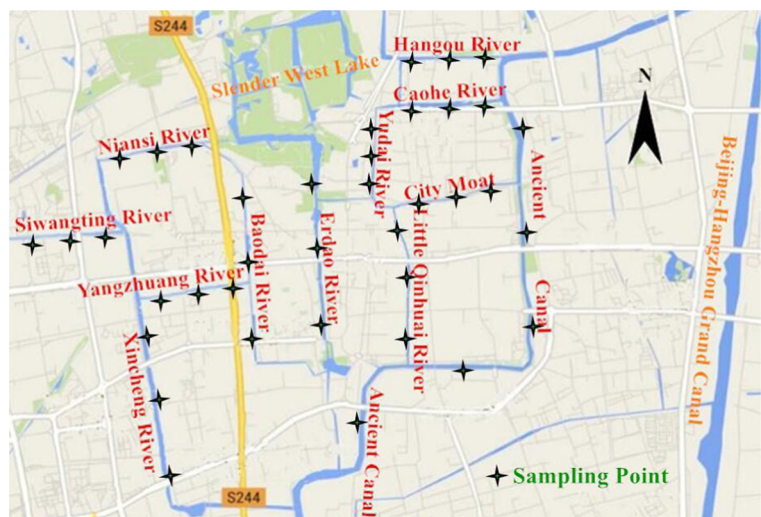 S244
Hangou River
Slender West Lake
Caohe River
N
Niansi River
Yudai River
Ancient
Beijing-Hangzhou Grand Canal
City Moat
Siwangting River
Baodai River
Erdao River
Little Qinhuai River
Yangzhuang River
Canal
Xincheng River
Ancient Canal
Sampling Point
S244